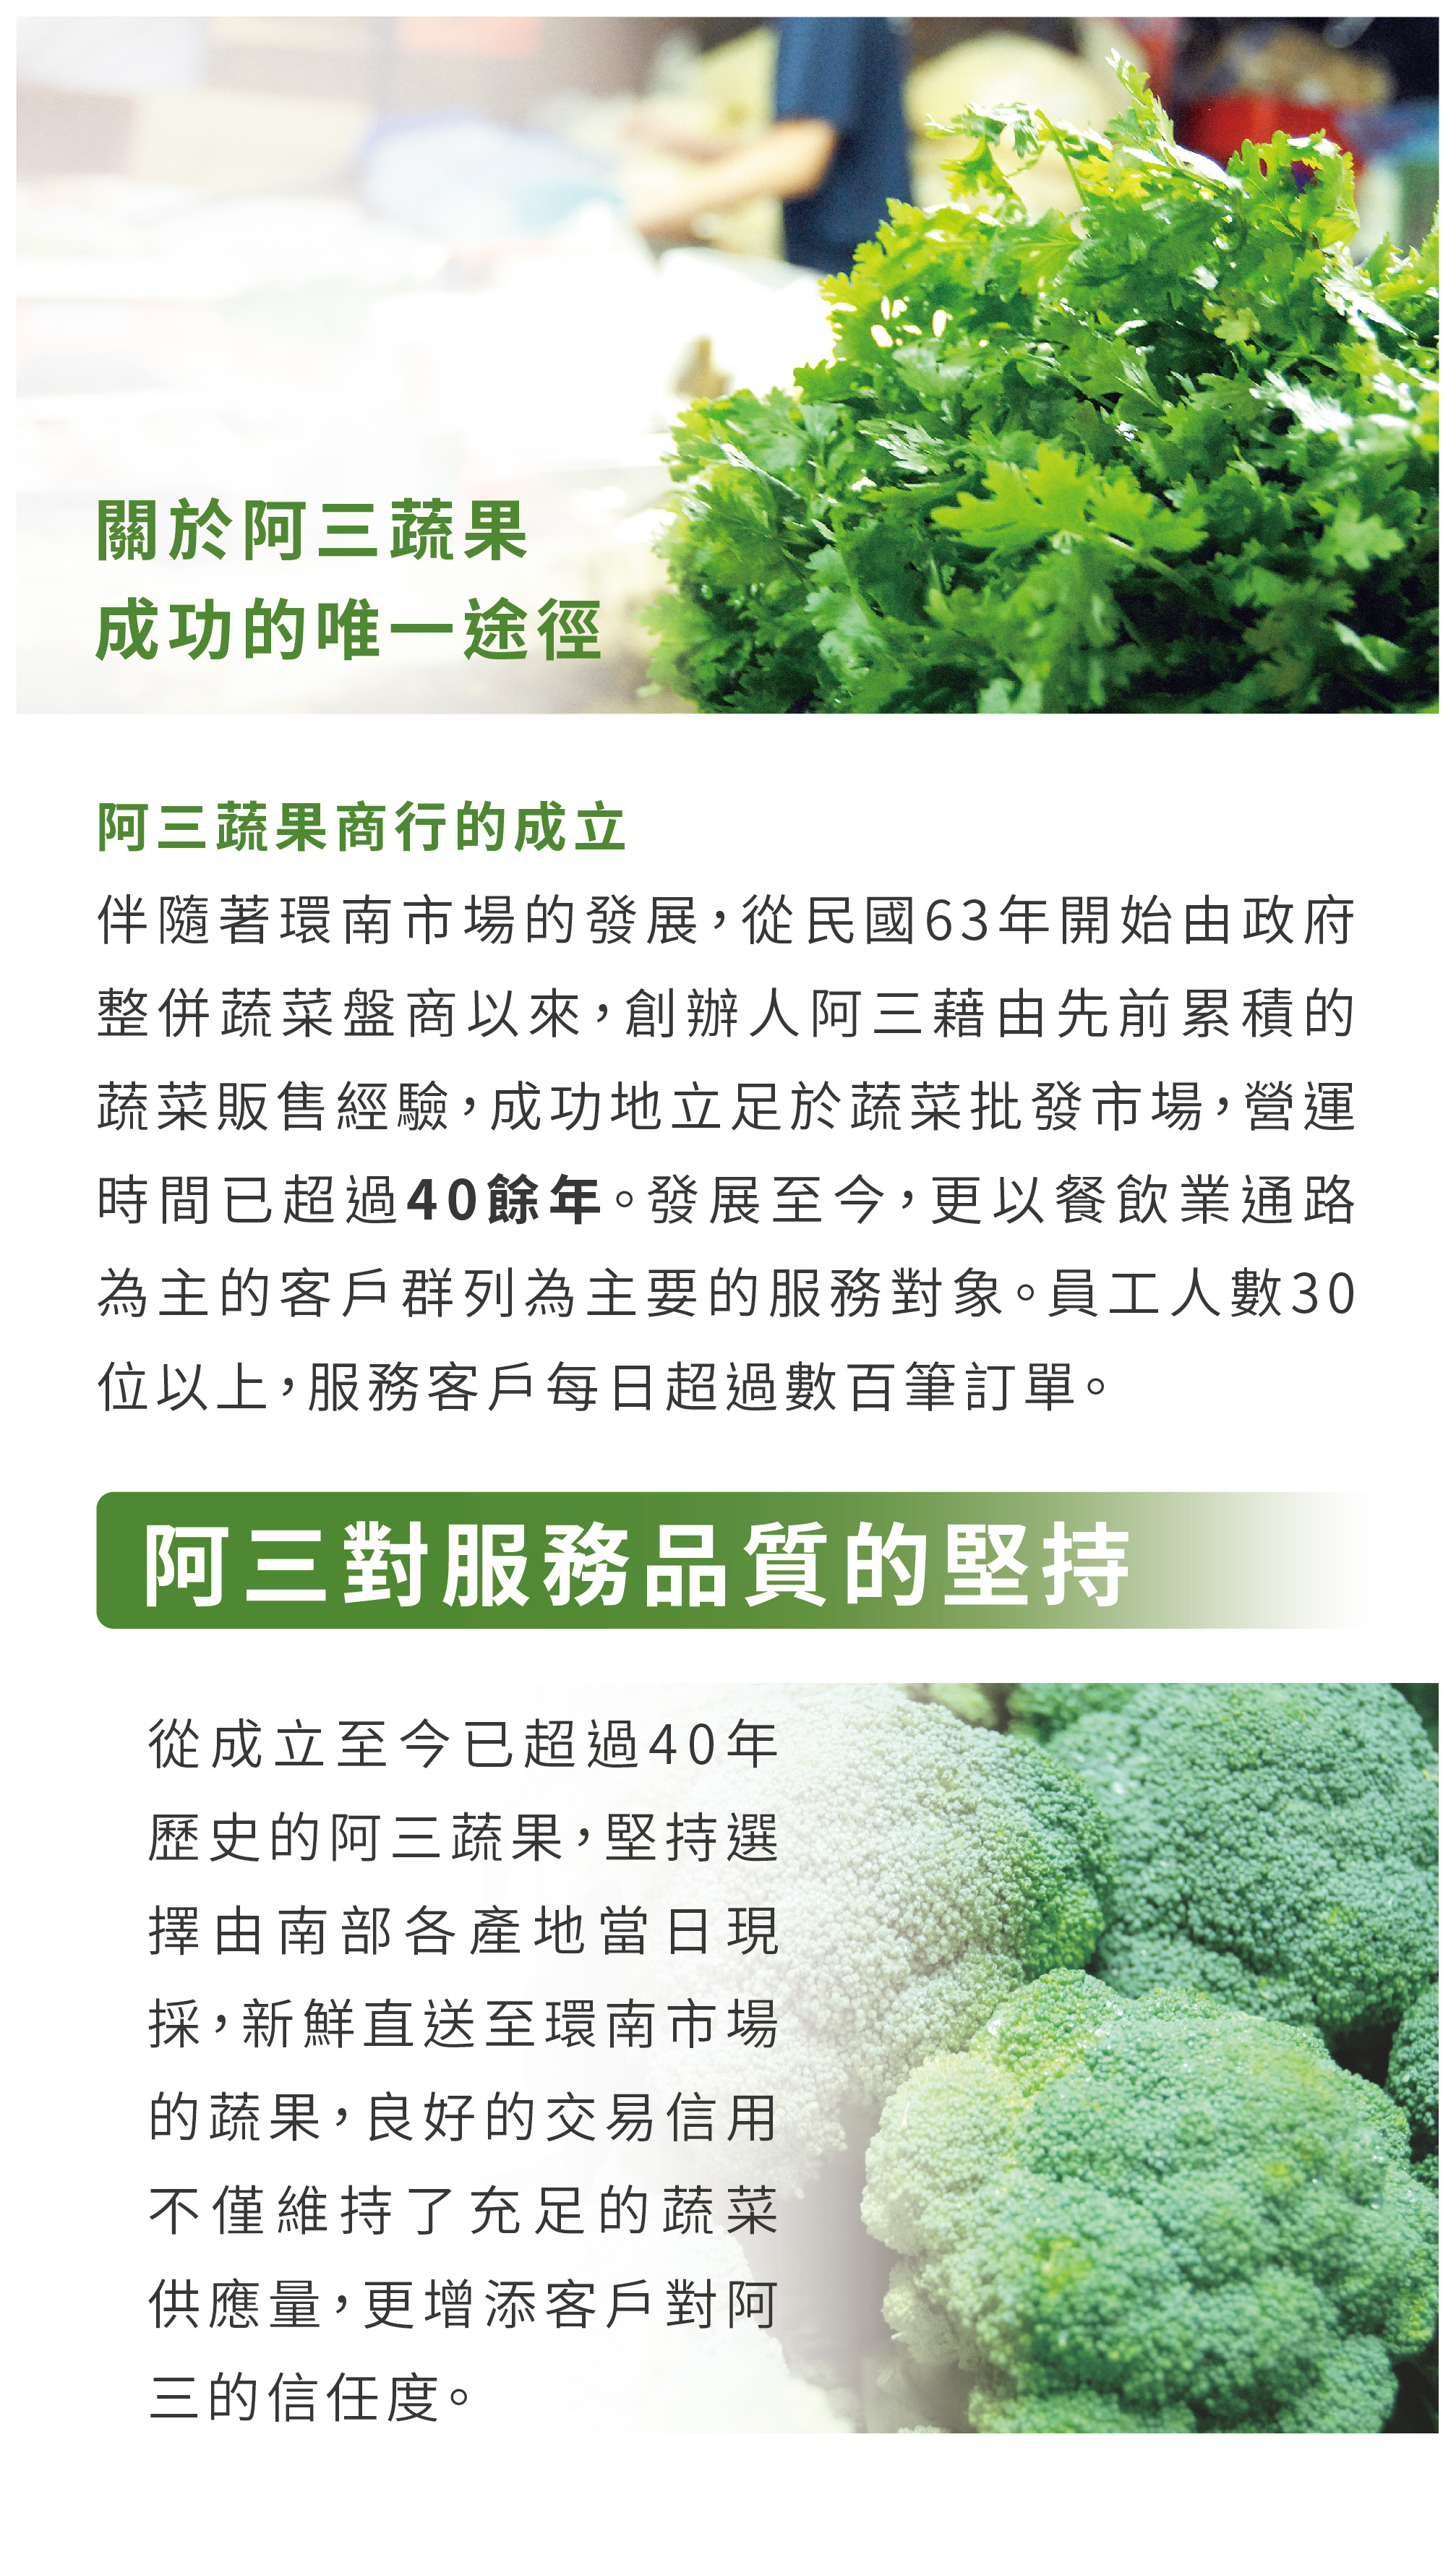 關於阿三蔬果
成功的唯一途徑
阿三蔬果商行的成立
伴隨著環南市場的發展，從民國63年開始由政府
整併蔬菜盤商以來，創辦人阿三藉由先前累積的
蔬菜販售經驗，成功地立足於蔬菜批發市場，營運
時間已超過40餘年。發展至今，更以餐飲業通路
為主的客戶群列為主要的服務對象。員工人數30
位以上，服務客戶每日超過數百筆訂單。
阿三對服務品質的堅持
從成立至今已超過40年
歷史的阿三蔬果，堅持選
擇由南部各產地當日現
採，新鮮直送至環南市場
的蔬果，良好的交易信用
不僅維持了充足的蔬菜
供應量，更增添客戶對阿
三的信任度。